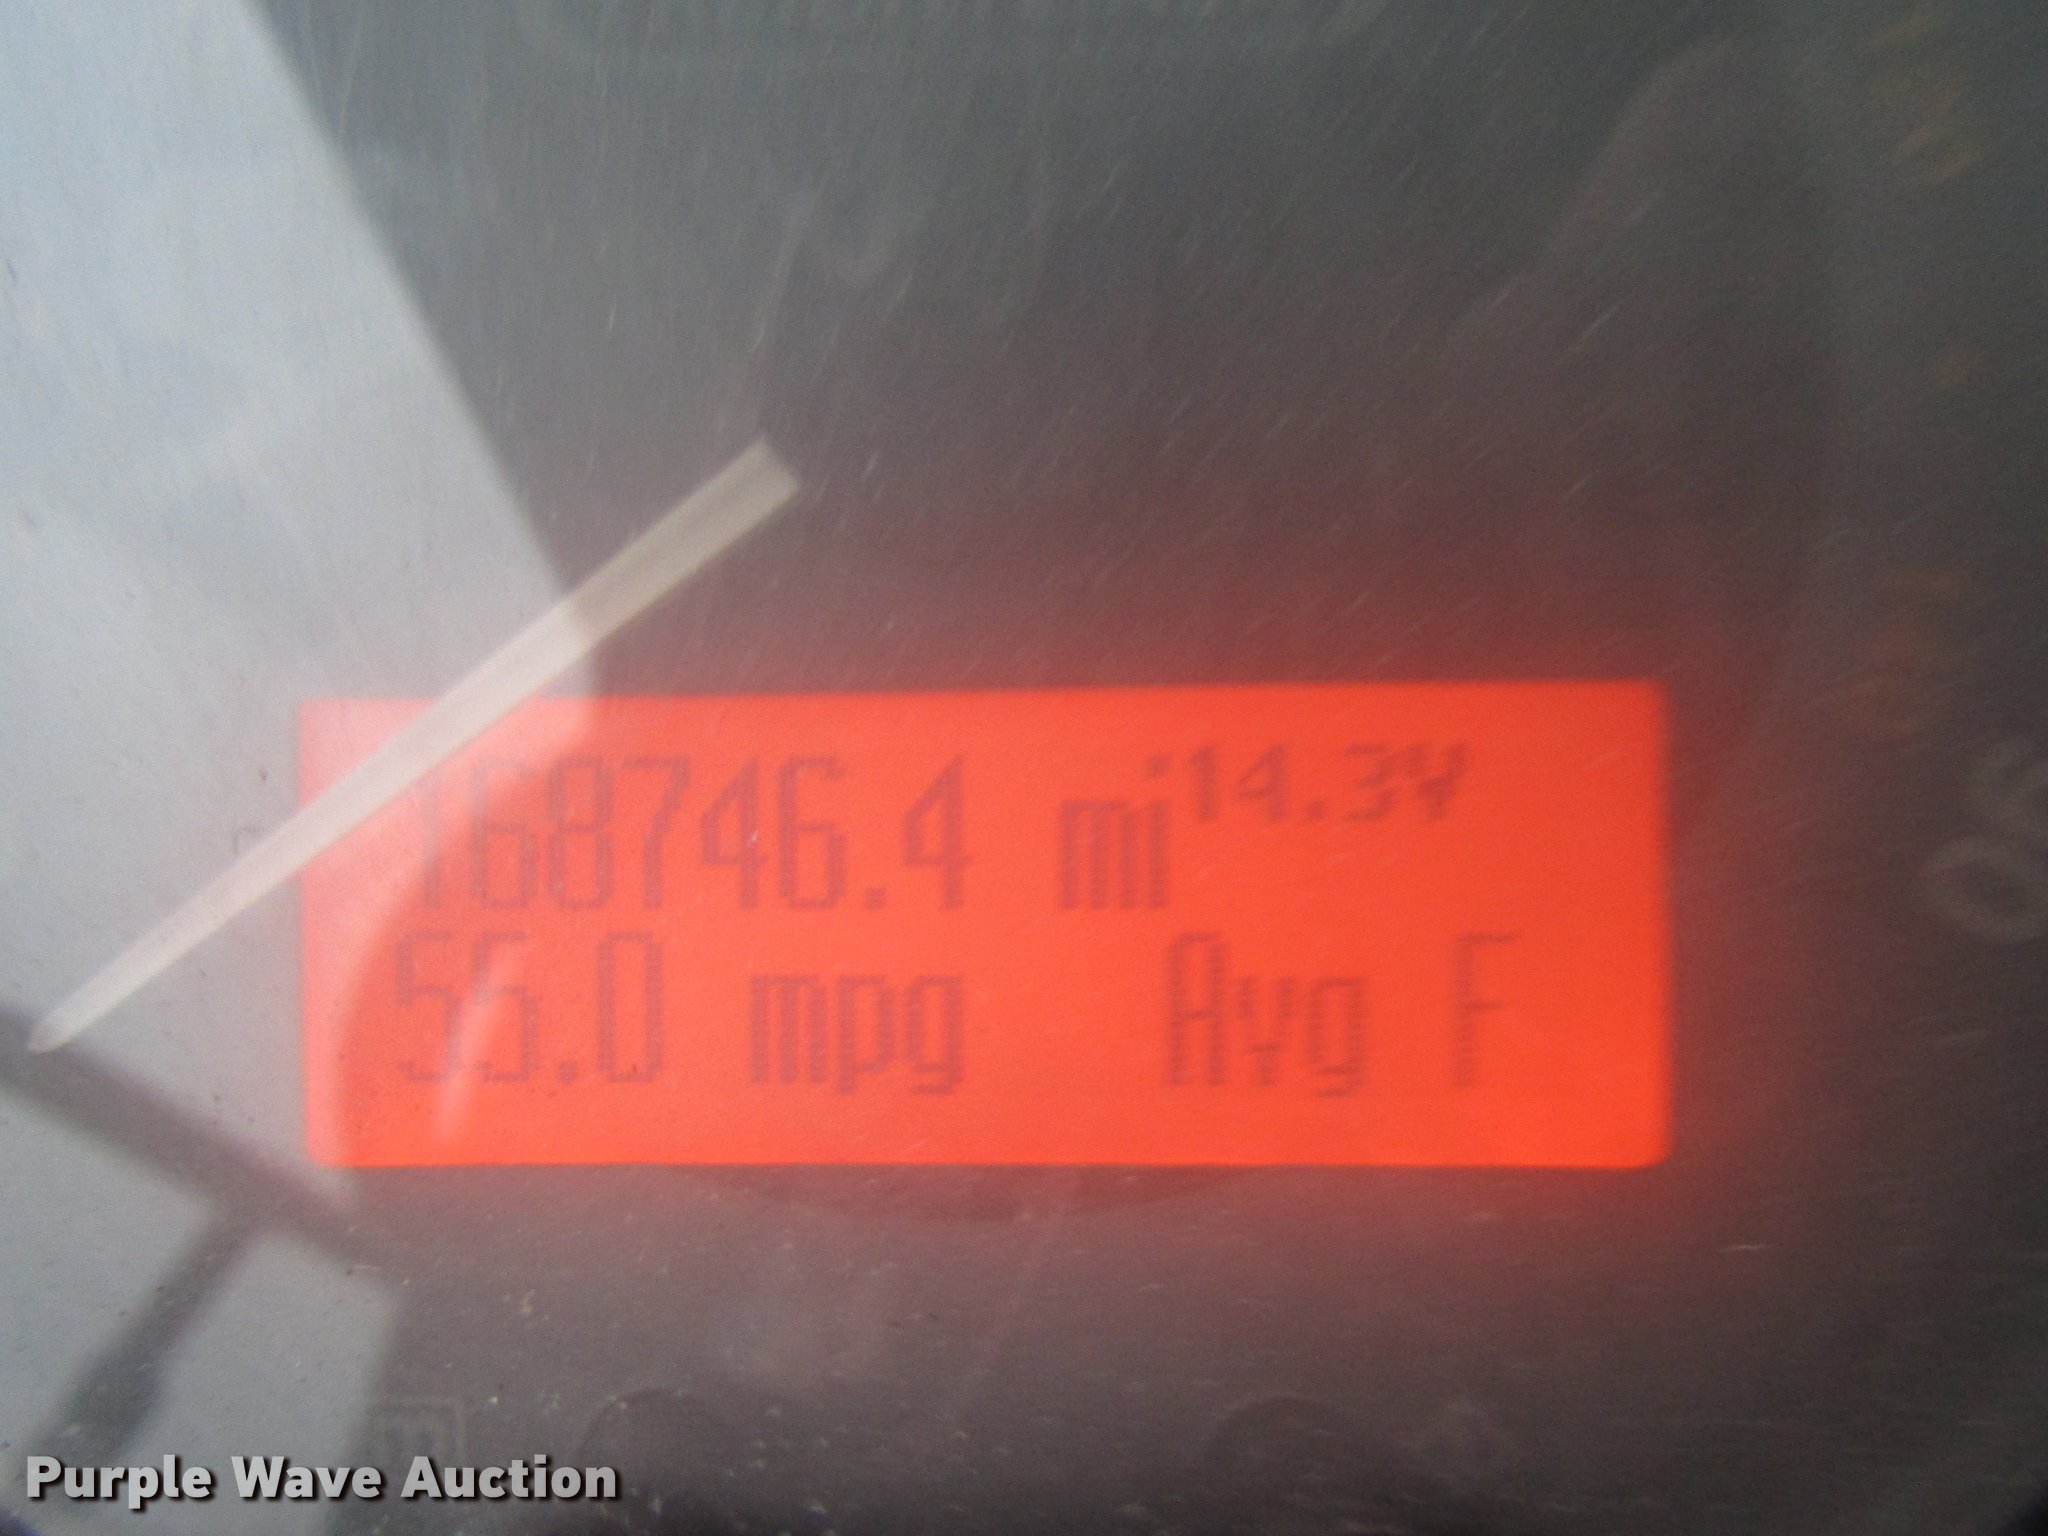 168746.4 mi 14.3V
55.0 mpg Avg F
Purple Wave Auction